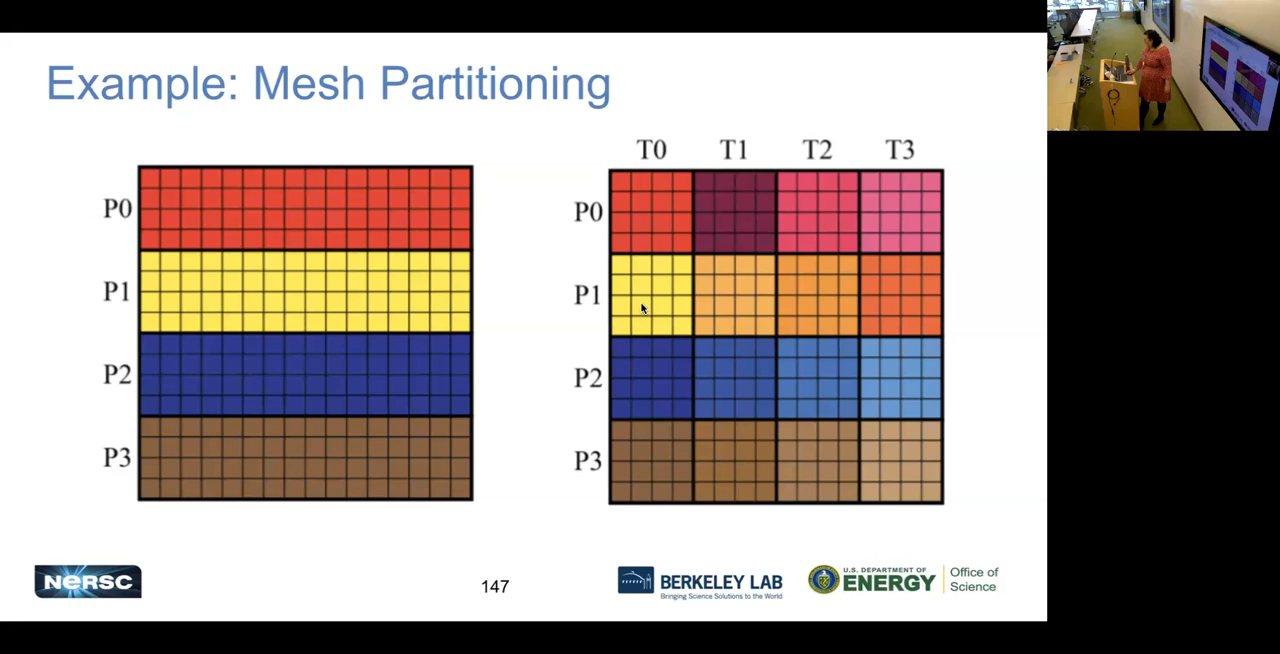 Example: Mesh Partitioning
P0
P1
P2
P3
T0 T1 T2 T3
P0
P1
P2
P3
NERSC
147
BERKELEY LAB
Bringing Science Solutions to the World
U.S. DEPARTMENT OF
ENERGY
Office of
Science